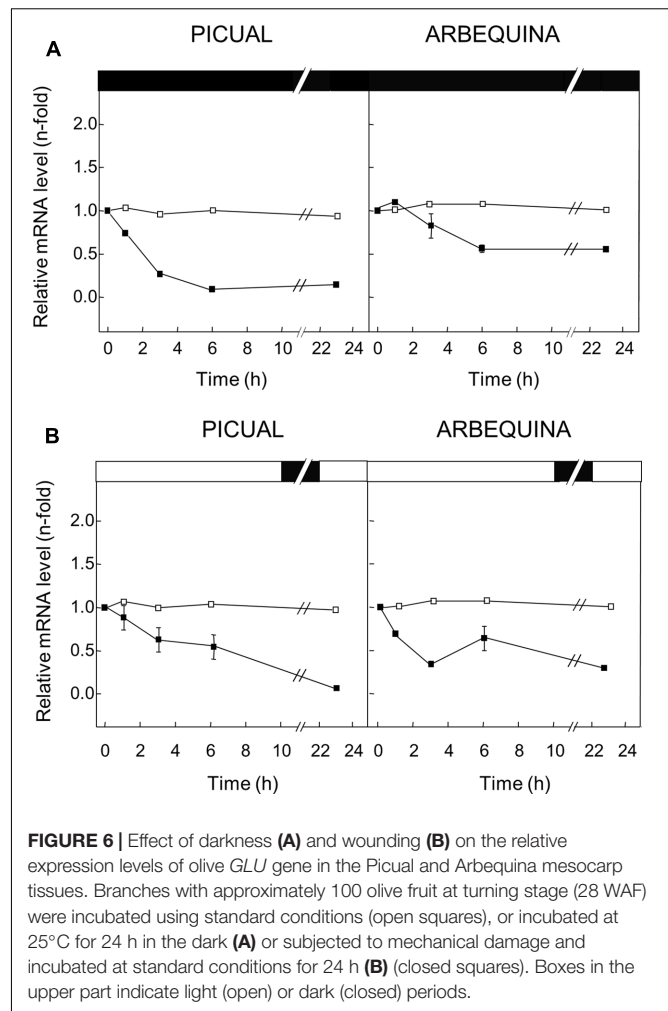 PICUAL ARBEQUINA
A
Relative mRNA level (n-fold)
2.0
1.5
1.0
0.5
0.0
0 2 4 6 8 10 22 24 0 2 4 6 8 10 22 24
Time (h) Time (h)
B
PICUAL ARBEQUINA
Relative mRNA level (n-fold)
2.0
1.5
1.0
0.5
0.0
0 2 4 6 8 10 22 24 0 2 4 6 8 10 22 24
Time (h) Time (h)
FIGURE 6 | Effect of darkness (A) and wounding (B) on the relative
expression levels of olive GLU gene in the Picual and Arbequina mesocarp
tissues. Branches with approximately 100 olive fruit at turning stage (28 WAF)
were incubated using standard conditions (open squares), or incubated at
25°C for 24 h in the dark (A) or subjected to mechanical damage and
incubated at standard conditions for 24 h (B) (closed squares). Boxes in the
upper part indicate light (open) or dark (closed) periods.